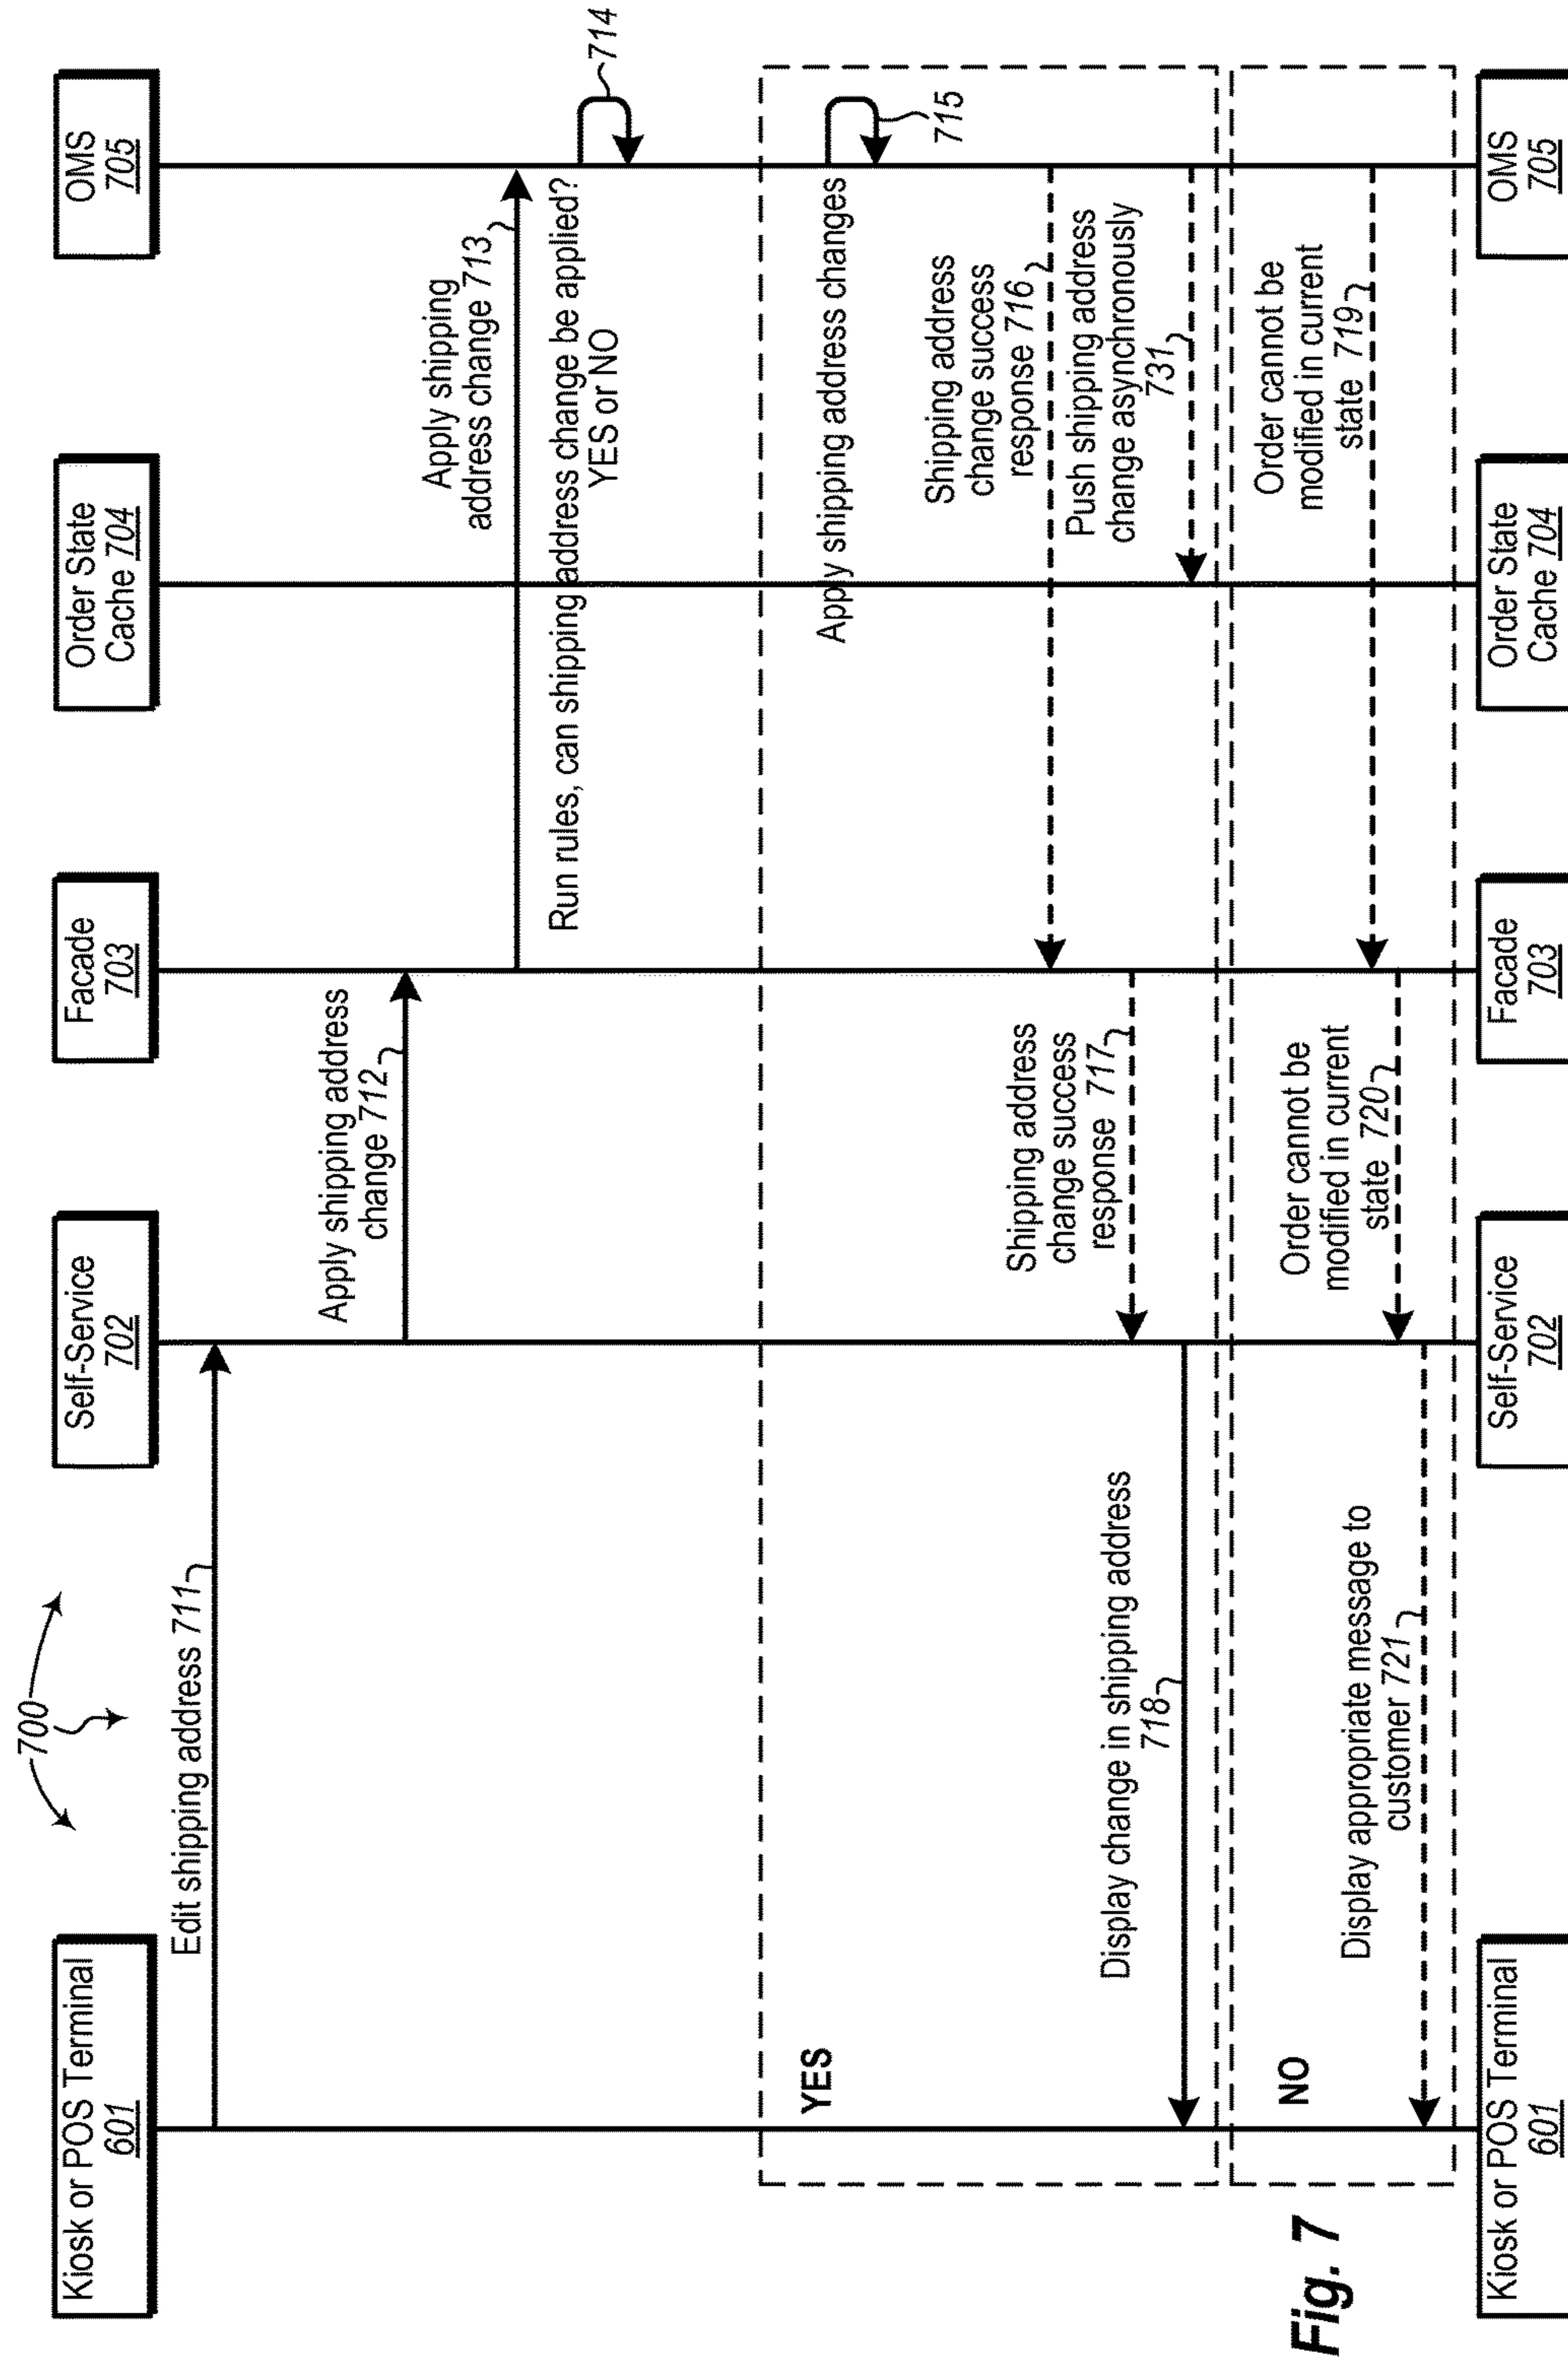 700
Kiosk or POS Terminal
601
Self-Service
702
Facade
703
Order State
Cache 704
OMS
705
Edit shipping address 711
Apply shipping address
change 712
Apply shipping
address change 713
Run rules, can shipping address change be applied?
YES or NO
714
YES
Apply shipping address changes
715
Shipping address
change success
response 716
Shipping address
change success
response 717
Push shipping address
change asynchronously
731
Display change in shipping address
718
NO
Order cannot be
modified in current
state 719
Order cannot be
modified in current
state 720
Display appropriate message to
customer 721
Kiosk or POS Terminal
601
Self-Service
702
Facade
703
Order State
Cache 704
OMS
705
Fig. 7